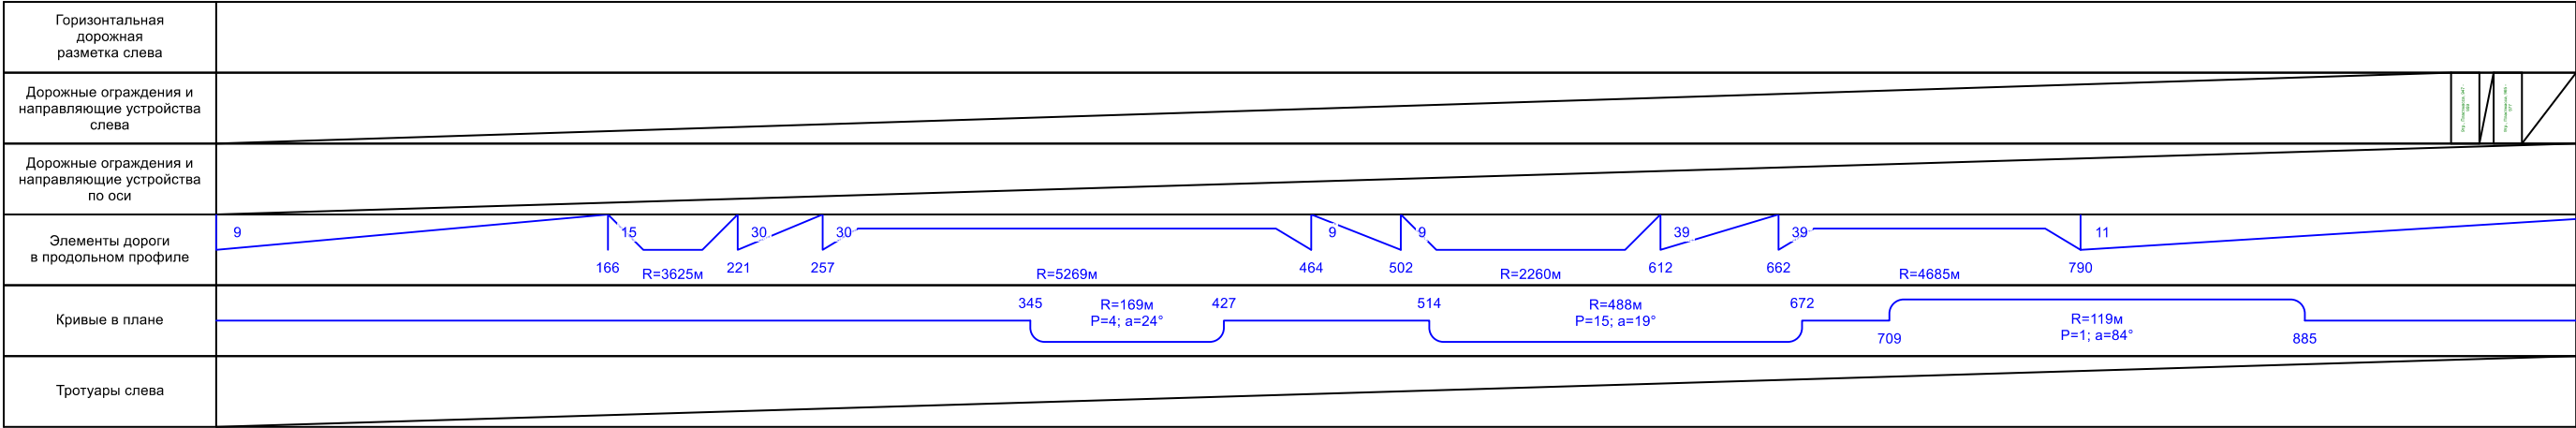 Горизонтальная
дорожная
разметка слева
Дорожные ограждения и
направляющие устройства
слева
Дорожные ограждения и
направляющие устройства
по оси
Элементы дороги
в продольном профиле
9
15
30
30
9
9
39
39
11
166
R=3625м
221
257
R=5269м
464
502
R=2260м
612
662
R=4685м
790
Кривые в плане
345
R=169м
P=4; a=24°
427
514
R=488м
P=15; a=19°
672
709
R=119м
P=1; a=84°
885
Тротуары слева